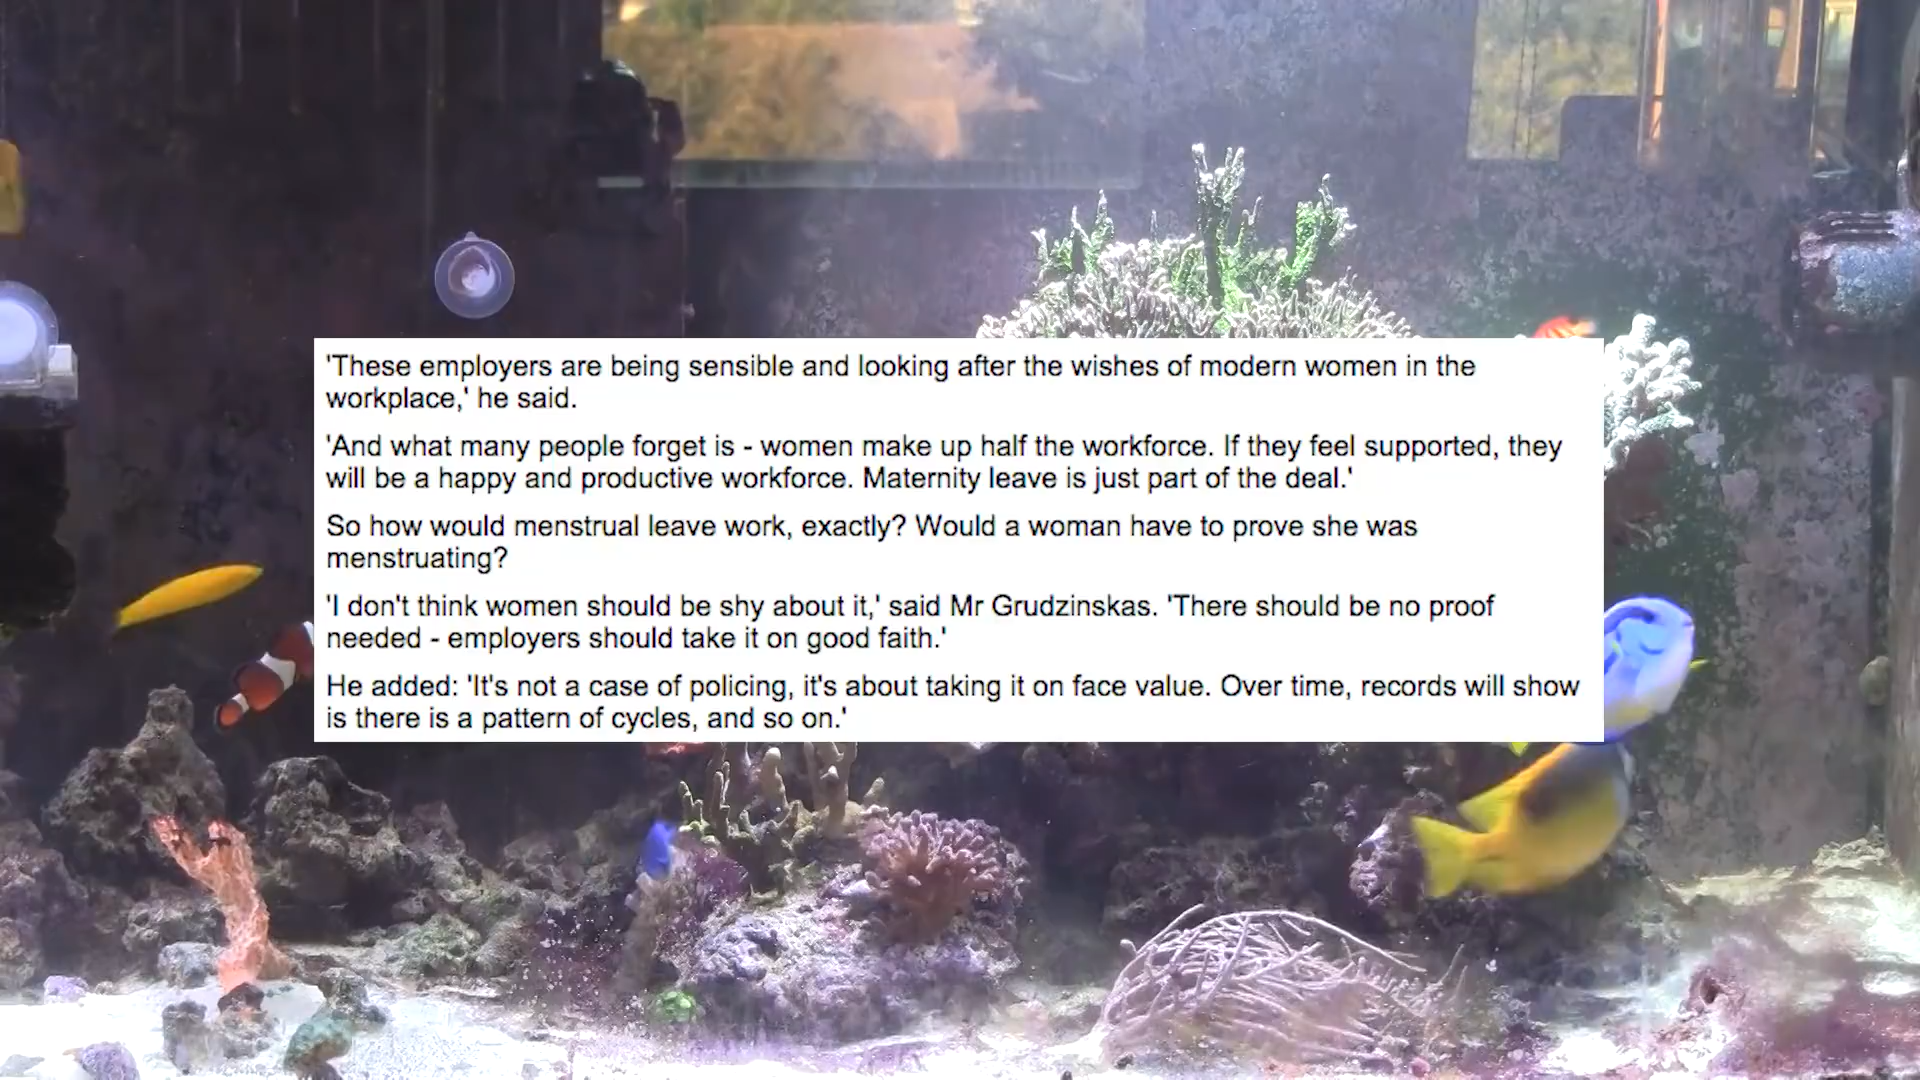 'These employers are being sensible and looking after the wishes of modern women in the
workplace,' he said.
'And what many people forget is - women make up half the workforce. If they feel supported, they
will be a happy and productive workforce. Maternity leave is just part of the deal.'
So how would menstrual leave work, exactly? Would a woman have to prove she was
menstruating?
'I don't think women should be shy about it,' said Mr Grudzinskas. 'There should be no proof
needed - employers should take it on good faith.'
He added: 'It's not a case of policing, it's about taking it on face value. Over time, records will show
is there is a pattern of cycles, and so on.'